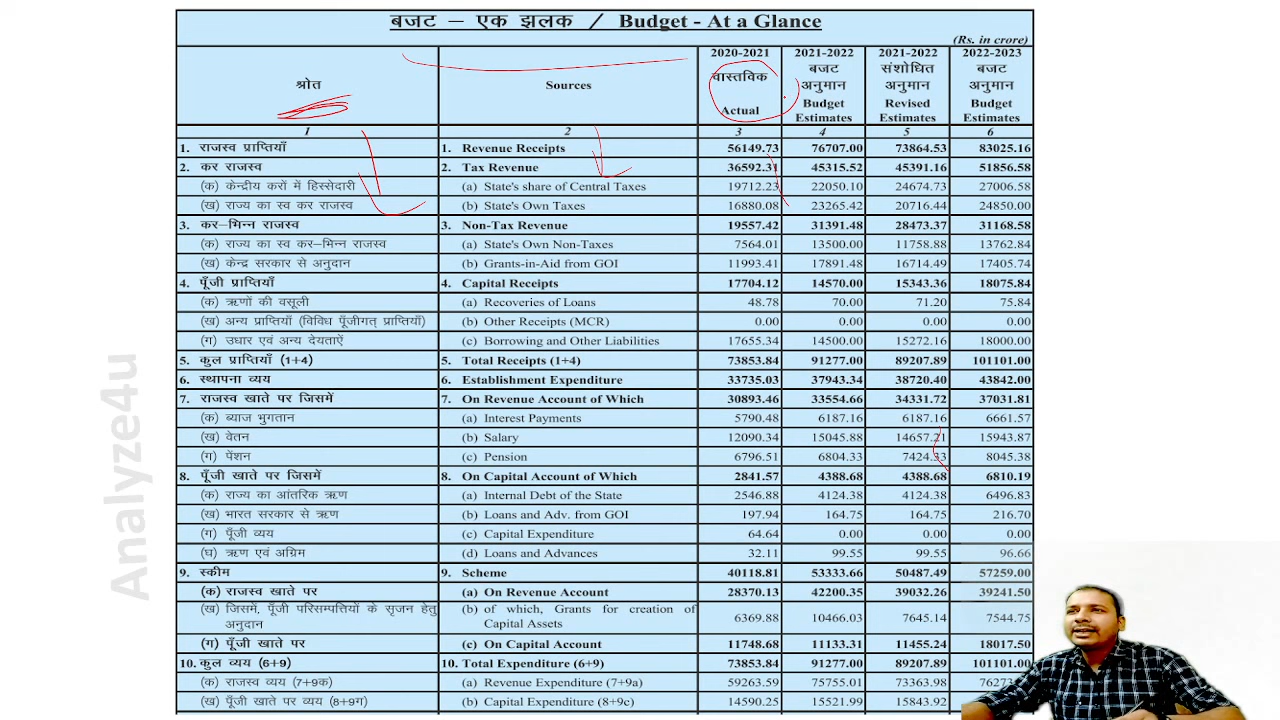 बजट – एक झलक / Budget - At a Glance
(Rs. in crore)
श्रोत Sources 2020-2021 वास्तविक Actual 2021-2022 बजट अनुमान Budget Estimates 2021-2022 संशोधित अनुमान Revised Estimates 2022-2023 बजट अनुमान Budget Estimates
1 2 3 4 5 6
1. राजस्व प्राप्तियाँ 1. Revenue Receipts 56149.73 76707.00 73864.53 83025.16
2. कर राजस्व 2. Tax Revenue 36592.31 45315.52 45391.16 51856.58
(क) केन्द्रीय करों में हिस्सेदारी (a) State's share of Central Taxes 19712.23 22050.10 24674.73 27006.58
(ख) राज्य का स्व कर राजस्व (b) State's Own Taxes 16880.08 23265.42 20716.44 24850.00
3. कर–भिन्न राजस्व 3. Non-Tax Revenue 19557.42 31391.48 28473.37 31168.58
(क) राज्य का स्व कर–भिन्न राजस्व (a) State's Own Non-Taxes 7564.01 13500.00 11758.88 13762.84
(ख) केन्द्र सरकार से अनुदान (b) Grants-in-Aid from GOI 11993.41 17891.48 16714.49 17405.74
4. पूँजी प्राप्तियाँ 4. Capital Receipts 17704.12 14570.00 15343.36 18075.84
(क) ऋणों की वसूली (a) Recoveries of Loans 48.78 70.00 71.20 75.84
(ख) अन्य प्राप्तियाँ (विविध पूँजीगत् प्राप्तियाँ) (b) Other Receipts (MCR) 0.00 0.00 0.00 0.00
(ग) उधार एवं अन्य देयताऐं (c) Borrowing and Other Liabilities 17655.34 14500.00 15272.16 18000.00
5. कुल प्राप्तियाँ (1+4) 5. Total Receipts (1+4) 73853.84 91277.00 89207.89 101101.00
6. स्थापना व्यय 6. Establishment Expenditure 33735.03 37943.34 38720.40 43842.00
7. राजस्व खाते पर जिसमें 7. On Revenue Account of Which 30893.46 33554.66 34331.72 37031.81
(क) ब्याज भुगतान (a) Interest Payments 5790.48 6187.16 6187.16 6661.57
(ख) वेतन (b) Salary 12090.34 15045.88 14657.21 15943.87
(ग) पेंशन (c) Pension 6796.51 6804.33 7424.33 8045.38
8. पूँजी खाते पर जिसमें 8. On Capital Account of Which 2841.57 4388.68 4388.68 6810.19
(क) राज्य का आंतरिक ऋण (a) Internal Debt of the State 2546.88 4124.38 4124.38 6496.83
(ख) भारत सरकार से ऋण (b) Loans and Adv. from GOI 197.94 164.75 164.75 216.70
(ग) पूँजी व्यय (c) Capital Expenditure 64.64 0.00 0.00 0.00
(घ) ऋण एवं अग्रिम (d) Loans and Advances 32.11 99.55 99.55 96.66
9. स्कीम 9. Scheme 40118.81 53333.66 50487.49 57259.00
(क) राजस्व खाते पर (a) On Revenue Account 28370.13 42200.35 39032.26 39241.50
(ख) जिसमें, पूँजी परिसम्पत्तियों के सृजन हेतु अनुदान (b) of which, Grants for creation of Capital Assets 6369.88 10466.03 7645.14 7544.75
(ग) पूँजी खाते पर (c) On Capital Account 11748.68 11133.31 11455.24 18017.50
10. कुल व्यय (6+9) 10. Total Expenditure (6+9) 73853.84 91277.00 89207.89 101101.00
(क) राजस्व व्यय (7+9क) (a) Revenue Expenditure (7+9a) 59263.59 75755.01 73363.98
(ख) पूँजी खाते पर व्यय (8+9ग) (b) Capital Expenditure (8+9c) 14590.25 15521.99 15843.92
Analyze4u